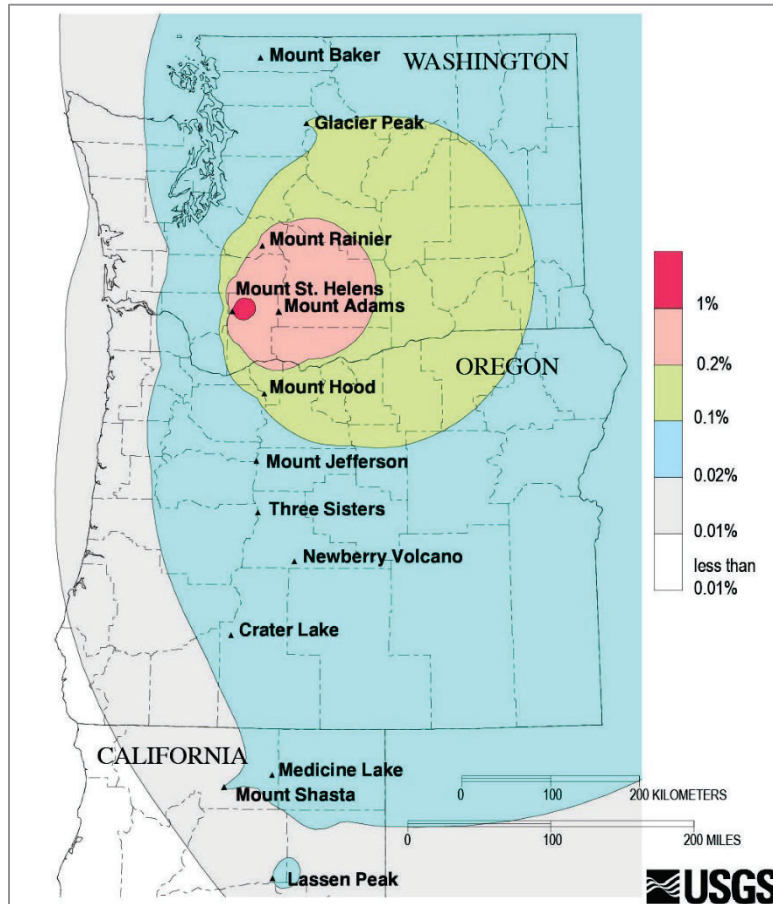 Mount Baker
WASHINGTON
Glacier Peak
Mount Rainier
Mount St. Helens
Mount Adams
OREGON
Mount Hood
Mount Jefferson
Three Sisters
Newberry Volcano
Crater Lake
CALIFORNIA
Medicine Lake
Mount Shasta
Lassen Peak
1%
0.2%
0.1%
0.02%
0.01%
less than
0.01%
0 100 200 KILOMETERS
0 100 200 MILES
USGS